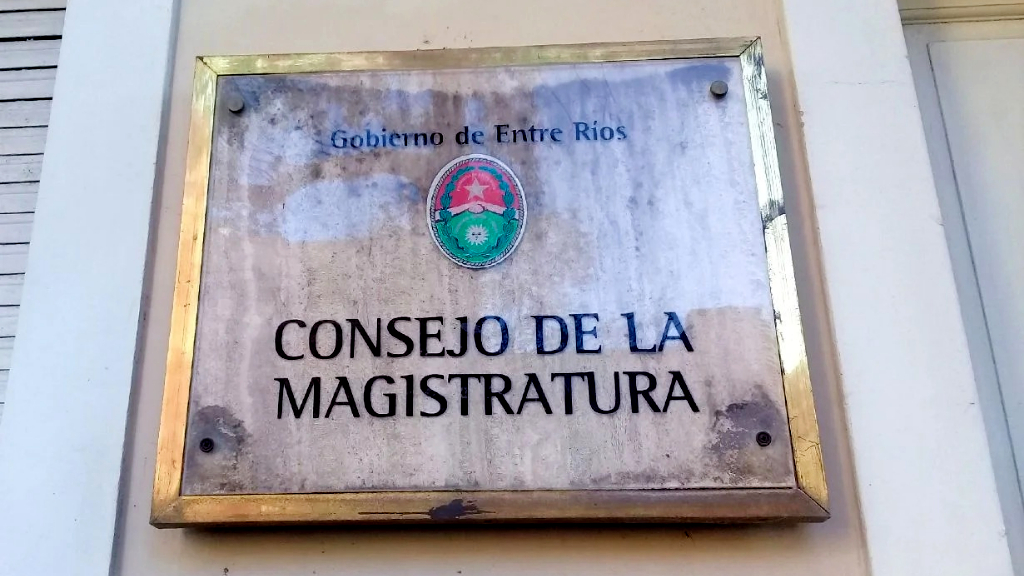 Gobierno de Entre Ríos
CONSEJO DE LA
MAGISTRATURA